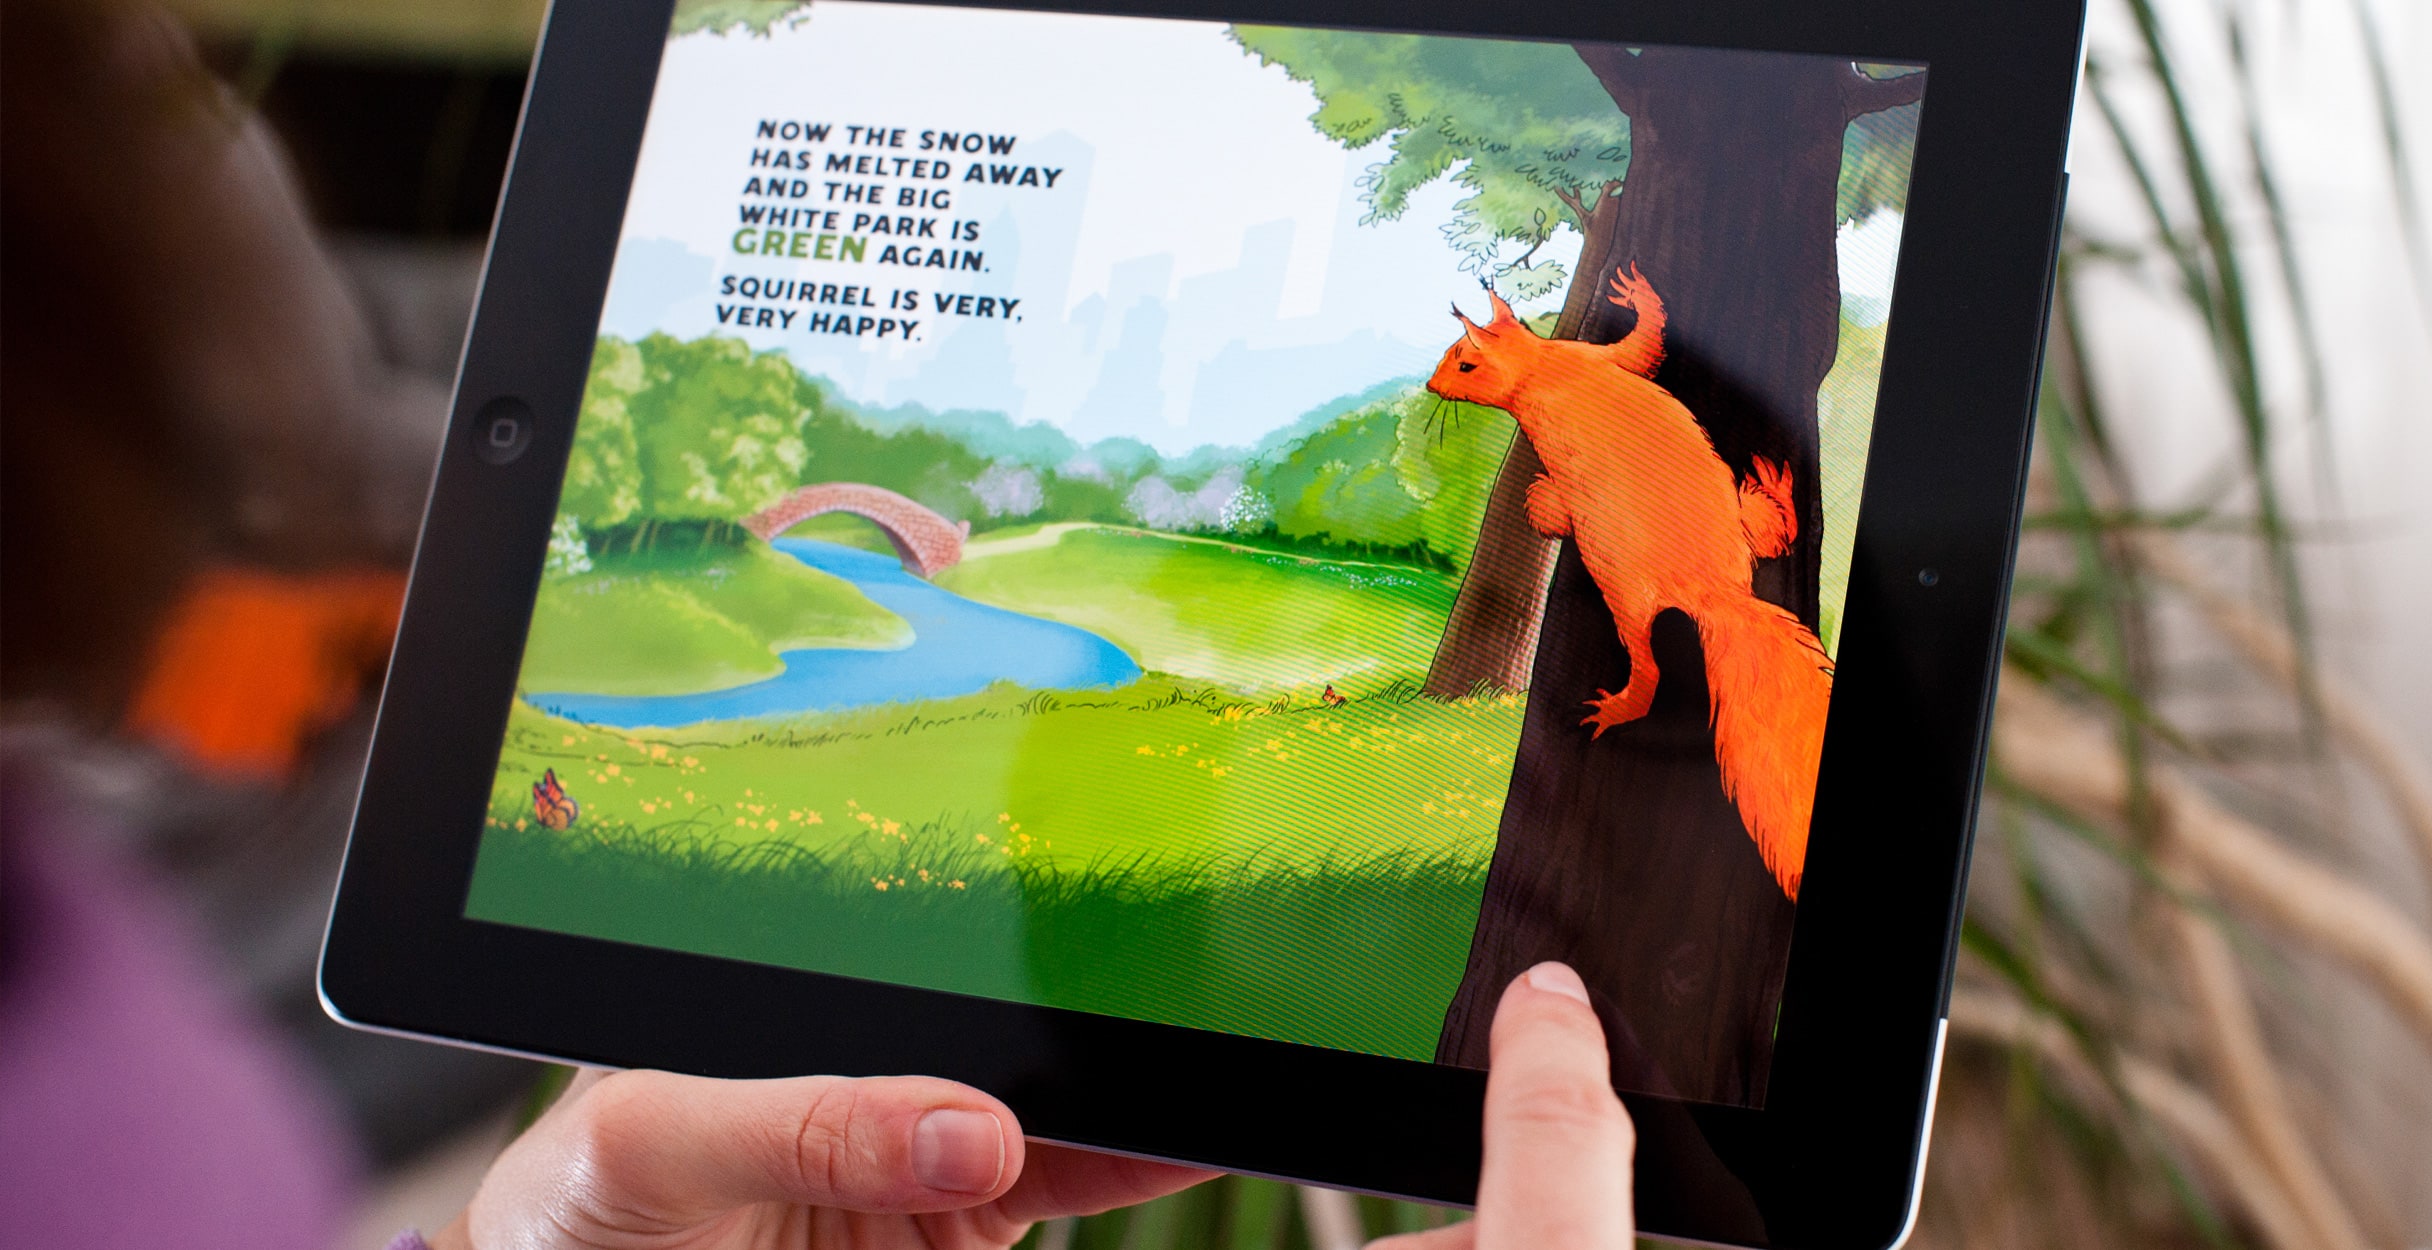 NOW THE SNOW
HAS MELTED AWAY
AND THE BIG
WHITE PARK IS
GREEN AGAIN.
SQUIRREL IS VERY,
VERY HAPPY.